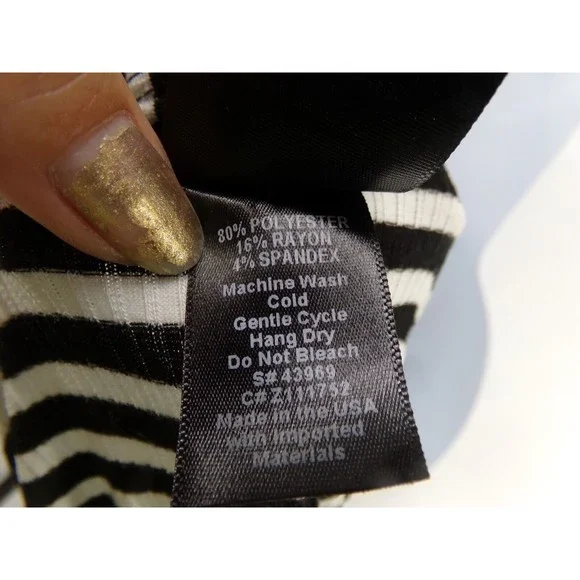 80% POLYESTER
16% RAYON
4% SPANDEX
Machine Wash
Cold
Gentle Cycle
Hang Dry
Do Not Bleach
S# 43969
C# Z111752
Made in the USA
with Imported
Materials